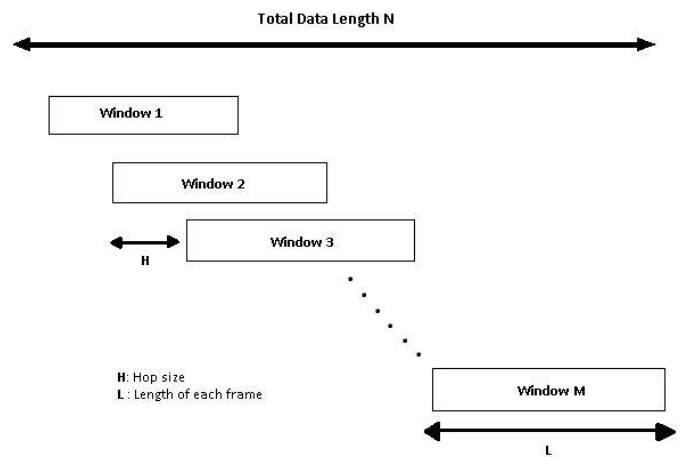 Total Data Length N
Window 1
Window 2
Window 3
H
H: Hop size
L : Length of each frame
Window M
L